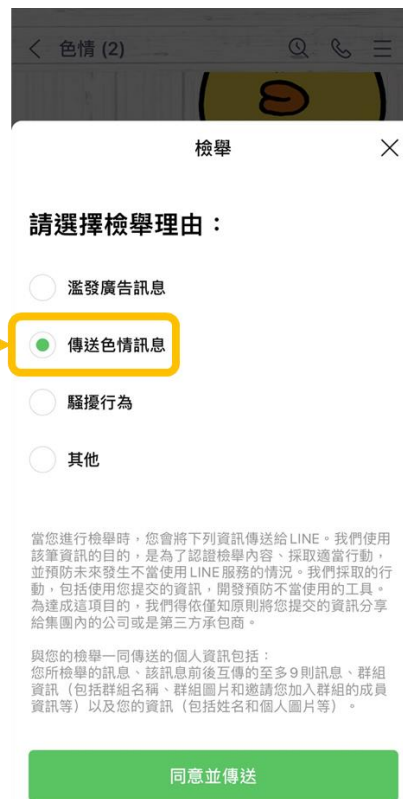 色情 (2)
檢舉
請選擇檢舉理由：
濫發廣告訊息
傳送色情訊息
騷擾行為
其他
當您進行檢舉時，您會將下列資訊傳送給LINE。我們使用
該筆資訊的目的，是為了認證檢舉內容、採取適當行動，
並預防未來發生不當使用LINE服務的情況。我們採取的行
動，包括使用您提交的資訊，開發預防不當使用的工具。
為達成這項目的，我們得依僅知原則將您提交的資訊分享
給集團內的公司或是第三方承包商。
與您的檢舉一同傳送的個人資訊包括：
您所檢舉的訊息、該訊息前後互傳的至多9則訊息、群組
資訊（包括群組名稱、群組圖片和邀請您加入群組的成員
資訊等）以及您的資訊（包括姓名和個人圖片等）。
同意並傳送